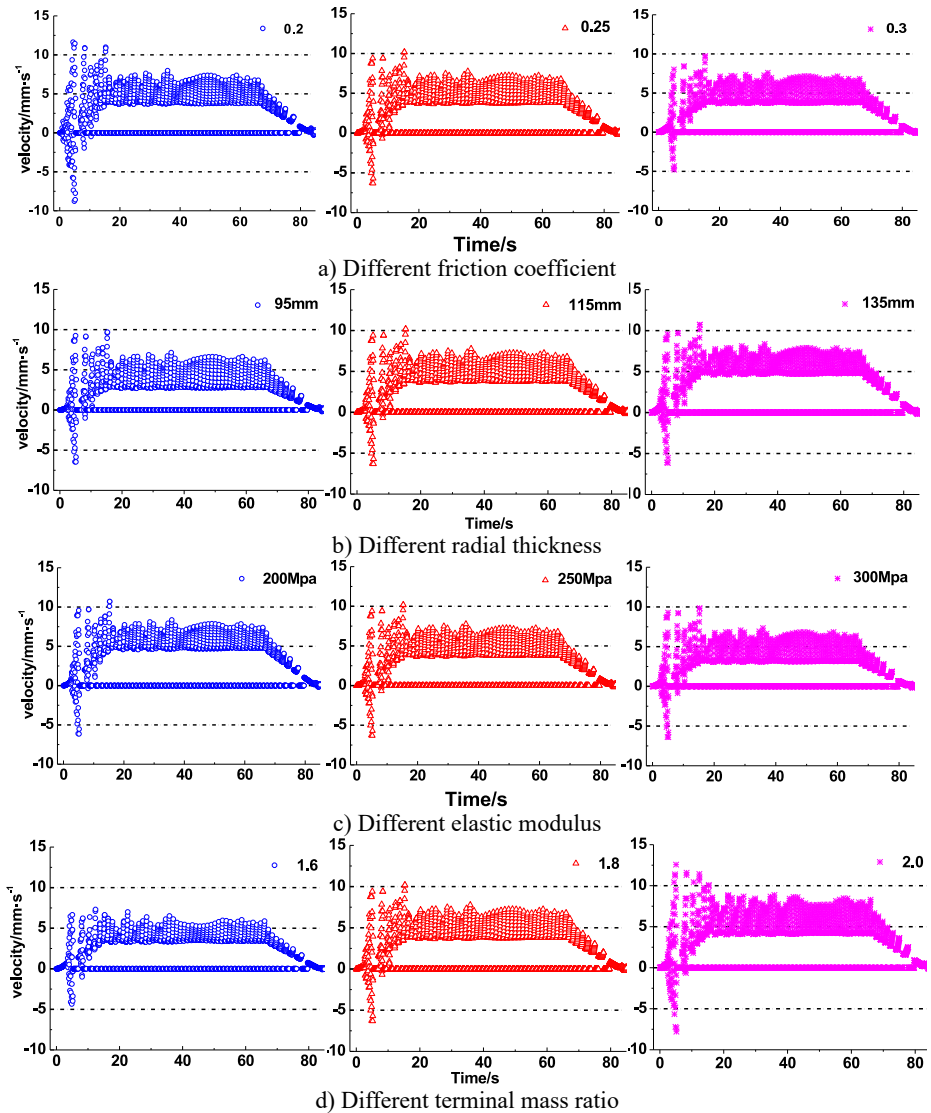 15 0.2 15 0.25 15 0.3
10 10 10
5 5 5
0 0 0
-5 -5 -5
-10 -10 -10
velocity/mm·s⁻¹
0 20 40 60 80 0 20 40 60 80 0 20 40 60 80
Time/s
a) Different friction coefficient
15 95mm 15 115mm 15 135mm
10 10 10
5 5 5
0 0 0
-5 -5 -5
-10 -10 -10
velocity/mm·s⁻¹
0 20 40 60 80 0 20 40 60 80 0 20 40 60 80
Time/s
b) Different radial thickness
15 200Mpa 15 250Mpa 15 300Mpa
10 10 10
5 5 5
0 0 0
-5 -5 -5
-10 -10 -10
velocity/mm·s⁻¹
0 20 40 60 80 0 20 40 60 80 0 20 40 60 80
Time/s
c) Different elastic modulus
15 1.6 15 1.8 15 2.0
10 10 10
5 5 5
0 0 0
-5 -5 -5
-10 -10 -10
velocity/mm·s⁻¹
0 20 40 60 80 0 20 40 60 80 0 20 40 60 80
Time/s
d) Different terminal mass ratio